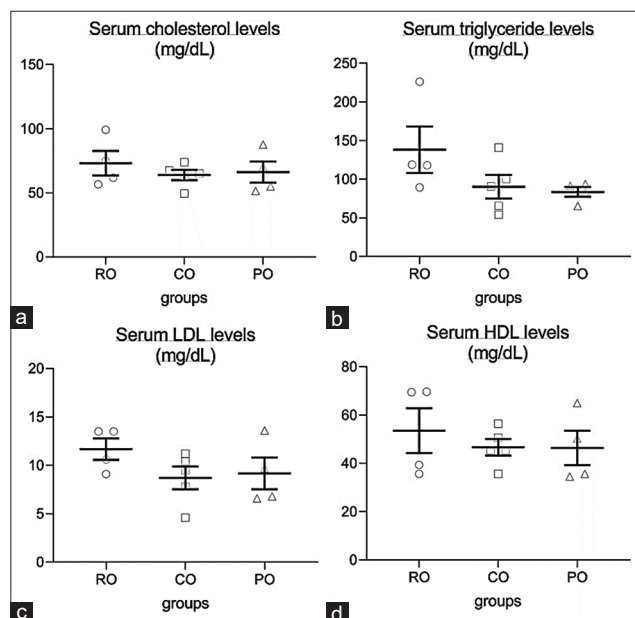 Serum cholesterol levels
(mg/dL)
150
100
50
0
RO CO PO
groups
a
Serum triglyceride levels
(mg/dL)
250
200
150
100
50
0
RO CO PO
groups
b
Serum LDL levels
(mg/dL)
20
15
10
5
0
RO CO PO
groups
c
Serum HDL levels
(mg/dL)
80
60
40
20
0
RO CO PO
groups
d